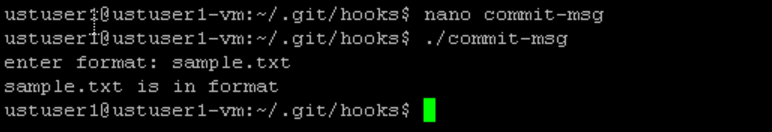 ustuser1@ustuser1-vm:~/.git/hooks$ nano commit-msg
ustuser1@ustuser1-vm:~/.git/hooks$ ./commit-msg
enter format: sample.txt
sample.txt is in format
ustuser1@ustuser1-vm:~/.git/hooks$